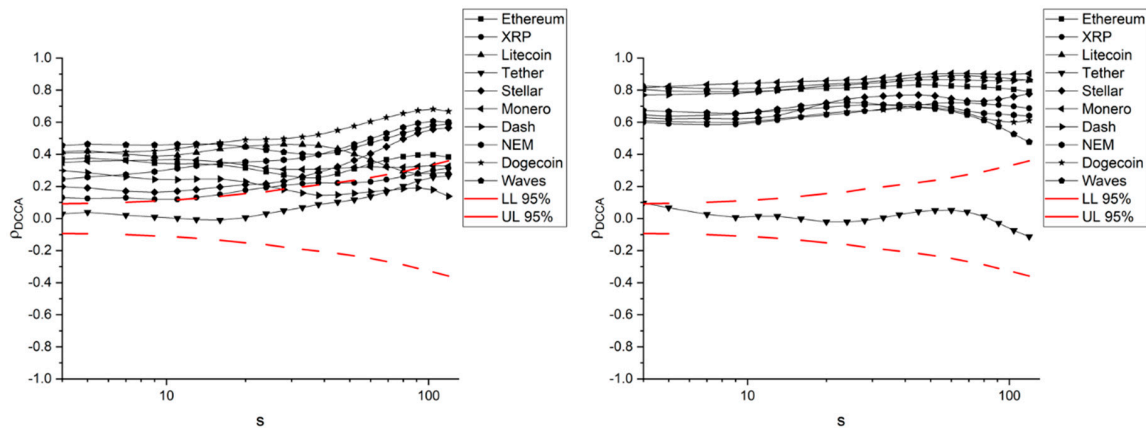 Ethereum
XRP
Litecoin
Tether
Stellar
Monero
Dash
NEM
Dogecoin
Waves
LL 95%
UL 95%
1.0
0.8
0.6
0.4
0.2
0.0
-0.2
-0.4
-0.6
-0.8
-1.0
ρDCCA
10
100
s
Ethereum
XRP
Litecoin
Tether
Stellar
Monero
Dash
NEM
Dogecoin
Waves
LL 95%
UL 95%
1.0
0.8
0.6
0.4
0.2
0.0
-0.2
-0.4
-0.6
-0.8
-1.0
ρDCCA
10
100
s